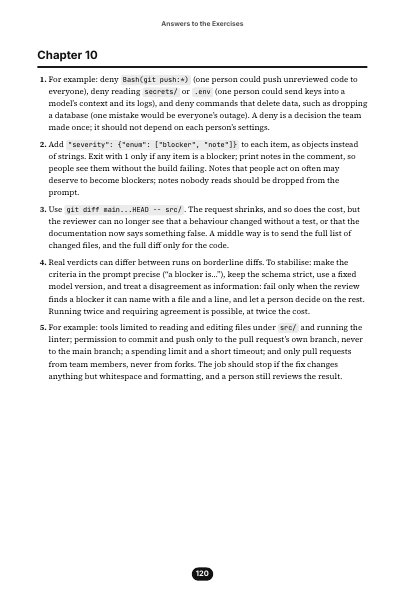 Answers to the Exercises
Chapter 10
1. For example: deny Bash(git push:*) (one person could push unreviewed code to
everyone), deny reading secrets/ or .env (one person could send keys into a
model's context and its logs), and deny commands that delete data, such as dropping
a database (one mistake would be everyone's outage). A deny is a decision the team
made once; it should not depend on each person's settings.
2. Add "severity": {"enum": ["blocker", "note"]} to each item, as objects instead
of strings. Exit with 1 only if any item is a blocker; print notes in the comment, so
people see them without the build failing. Notes that people act on often may
deserve to become blockers; notes nobody reads should be dropped from the
prompt.
3. Use git diff main...HEAD -- src/. The request shrinks, and so does the cost, but
the reviewer can no longer see that a behaviour changed without a test, or that the
documentation now says something false. A middle way is to send the full list of
changed files, and the full diff only for the code.
4. Real verdicts can differ between runs on borderline diffs. To stabilise: make the
criteria in the prompt precise (“a blocker is…”), keep the schema strict, use a fixed
model version, and treat a disagreement as information: fail only when the review
finds a blocker it can name with a file and a line, and let a person decide on the rest.
Running twice and requiring agreement is possible, at twice the cost.
5. For example: tools limited to reading and editing files under src/ and running the
linter; permission to commit and push only to the pull request's own branch, never
to the main branch; a spending limit and a short timeout; and only pull requests
from team members, never from forks. The job should stop if the fix changes
anything but whitespace and formatting, and a person still reviews the result.
120